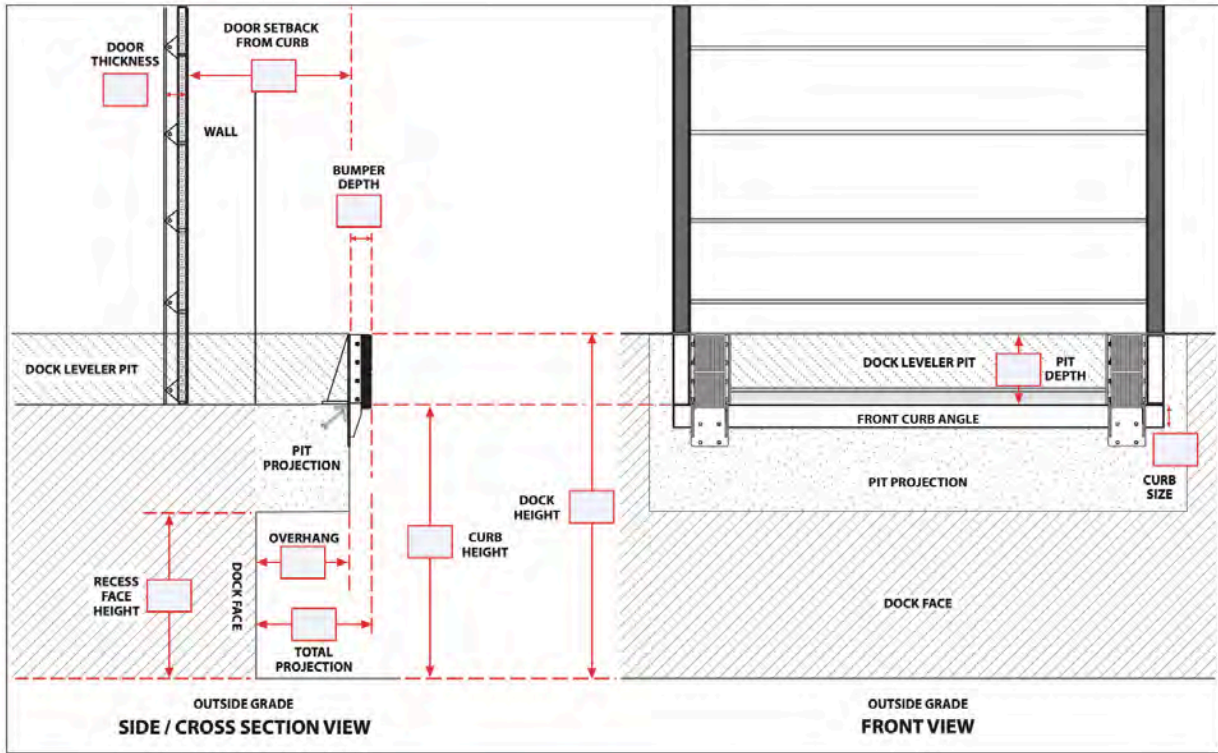 DOOR SETBACK
FROM CURB
DOOR
THICKNESS
WALL
BUMPER
DEPTH
DOCK LEVELER PIT
PIT
PROJECTION
OVERHANG
DOCK FACE
RECESS
FACE
HEIGHT
TOTAL
PROJECTION
CURB
HEIGHT
DOCK
HEIGHT
OUTSIDE GRADE
SIDE / CROSS SECTION VIEW
DOCK LEVELER PIT
PIT
DEPTH
FRONT CURB ANGLE
CURB
SIZE
PIT PROJECTION
DOCK FACE
OUTSIDE GRADE
FRONT VIEW